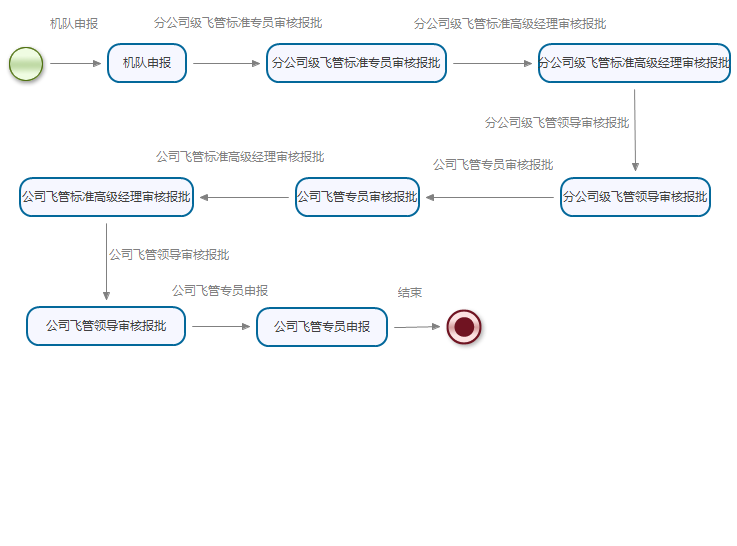 机队申报
分公司级飞管标准专员审核报批
分公司级飞管标准高级经理审核报批
机队申报
分公司级飞管标准专员审核报批
分公司级飞管标准高级经理审核报批
分公司级飞管领导审核报批
公司飞管标准高级经理审核报批
公司飞管专员审核报批
公司飞管标准高级经理审核报批
公司飞管专员审核报批
分公司级飞管领导审核报批
公司飞管领导审核报批
公司飞管专员申报
结束
公司飞管领导审核报批
公司飞管专员申报